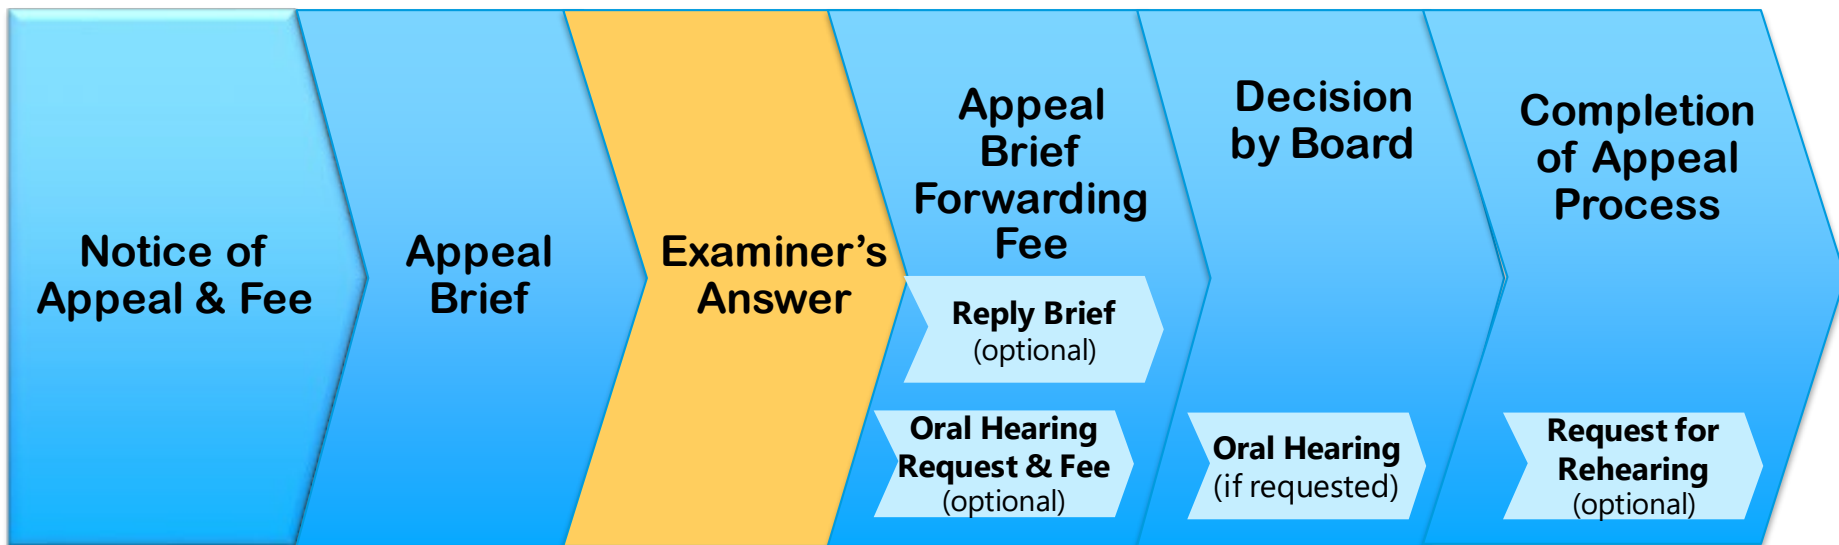 Notice of
Appeal & Fee
Appeal
Brief
Examiner’s
Answer
Appeal
Brief
Forwarding
Fee
Reply Brief
(optional)
Oral Hearing
Request & Fee
(optional)
Decision
by Board
Oral Hearing
(if requested)
Completion
of Appeal
Process
Request for
Rehearing
(optional)